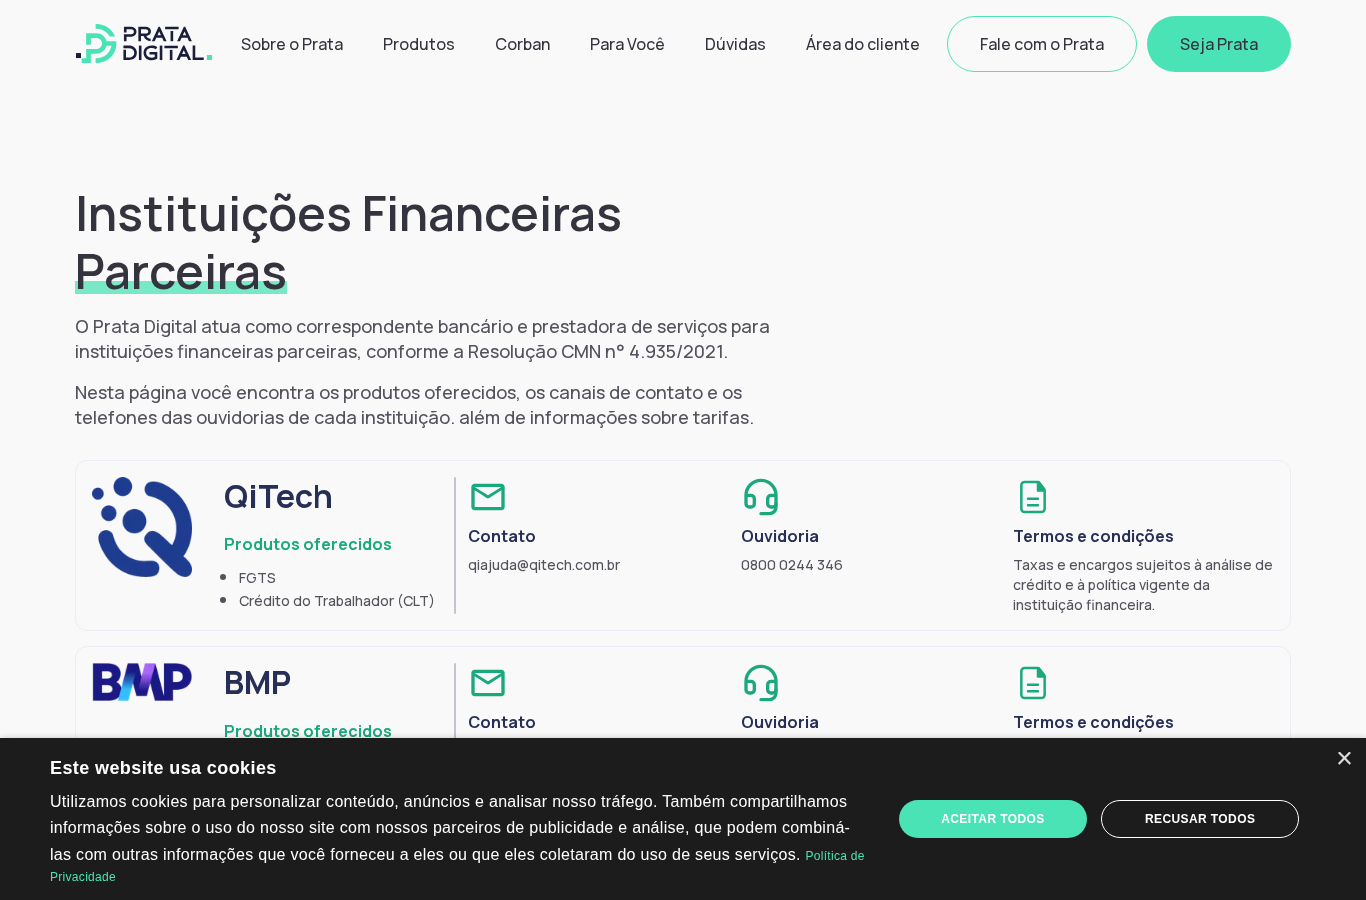 PRATA
DIGITAL
Sobre o Prata
Produtos
Corban
Para Você
Dúvidas
Área do cliente
Fale com o Prata
Seja Prata
Instituições Financeiras
Parceiras
O Prata Digital atua como correspondente bancário e prestadora de serviços para
instituições financeiras parceiras, conforme a Resolução CMN n° 4.935/2021.
Nesta página você encontra os produtos oferecidos, os canais de contato e os
telefones das ouvidorias de cada instituição. além de informações sobre tarifas.
QiTech
Produtos oferecidos
FGTS
Crédito do Trabalhador (CLT)
Contato
qiajuda@qitech.com.br
Ouvidoria
0800 0244 346
Termos e condições
Taxas e encargos sujeitos à análise de
crédito e à política vigente da
instituição financeira.
BMP
BMP
Produtos oferecidos
Contato
Ouvidoria
Termos e condições
Este website usa cookies
Utilizamos cookies para personalizar conteúdo, anúncios e analisar nosso tráfego. Também compartilhamos
informações sobre o uso do nosso site com nossos parceiros de publicidade e análise, que podem combiná-
las com outras informações que você forneceu a eles ou que eles coletaram do uso de seus serviços. Política de
Privacidade
ACEITAR TODOS
RECUSAR TODOS
×